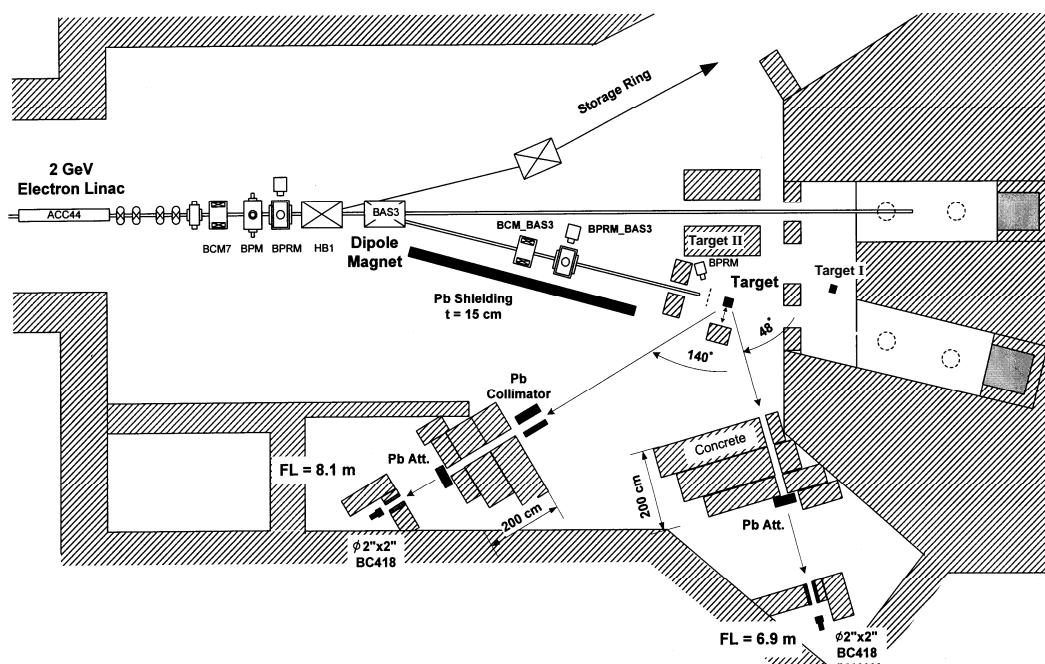 Storage Ring
2 GeV
Electron Linac
ACC44
BCM7
BPM
BPRM
HB1
BAS3
Dipole
Magnet
BCM_BAS3
BPRM_BAS3
Target II
BPRM
Target I
Target
Pb Shielding
t = 15 cm
48°
140°
Pb
Collimator
Concrete
Pb Att.
FL = 8.1 m
200 cm
200 cm
Pb Att.
ϕ2"x2"
BC418
FL = 6.9 m
ϕ2"x2"
BC418